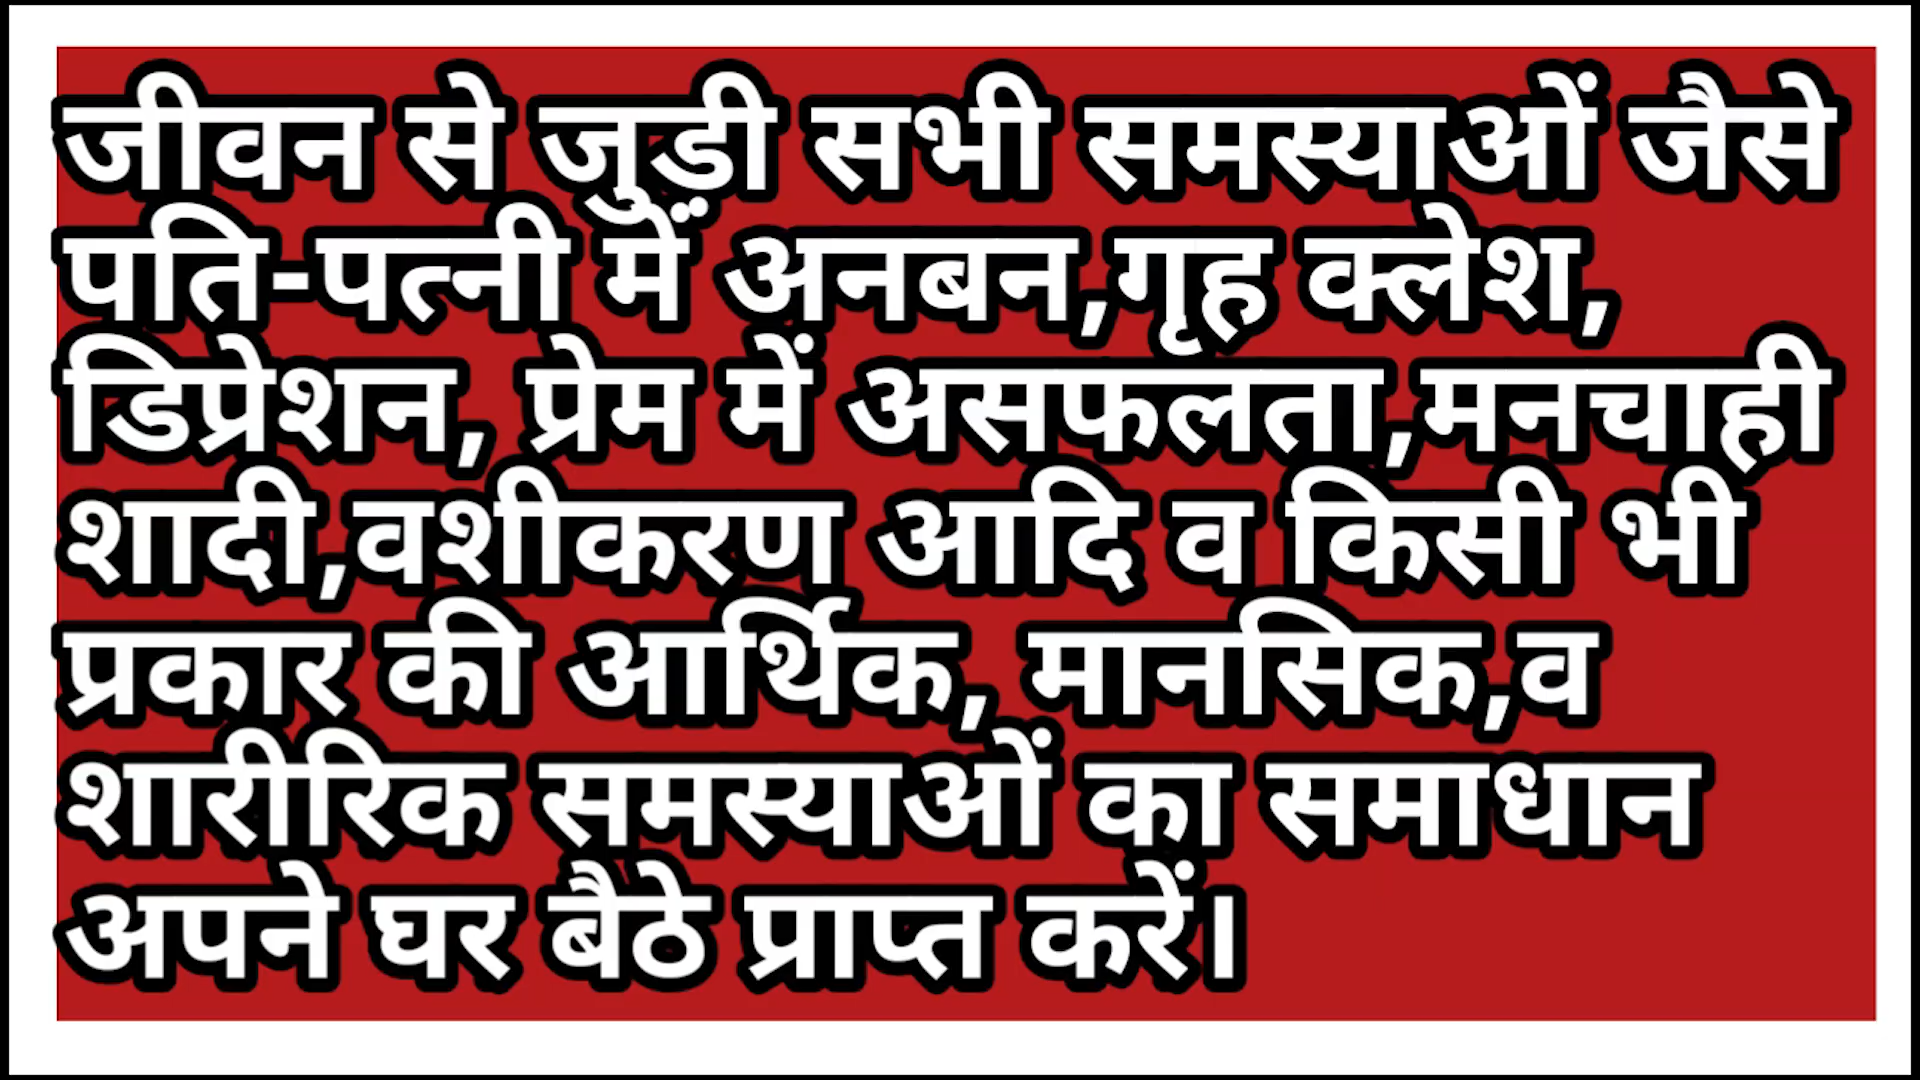 जीवन से जुड़ी सभी समस्याओं जैसे
पति-पत्नी में अनबन,गृह क्लेश,
डिप्रेशन, प्रेम में असफलता,मनचाही
शादी,वशीकरण आदि व किसी भी
प्रकार की आर्थिक, मानसिक,व
शारीरिक समस्याओं का समाधान
अपने घर बैठे प्राप्त करें।